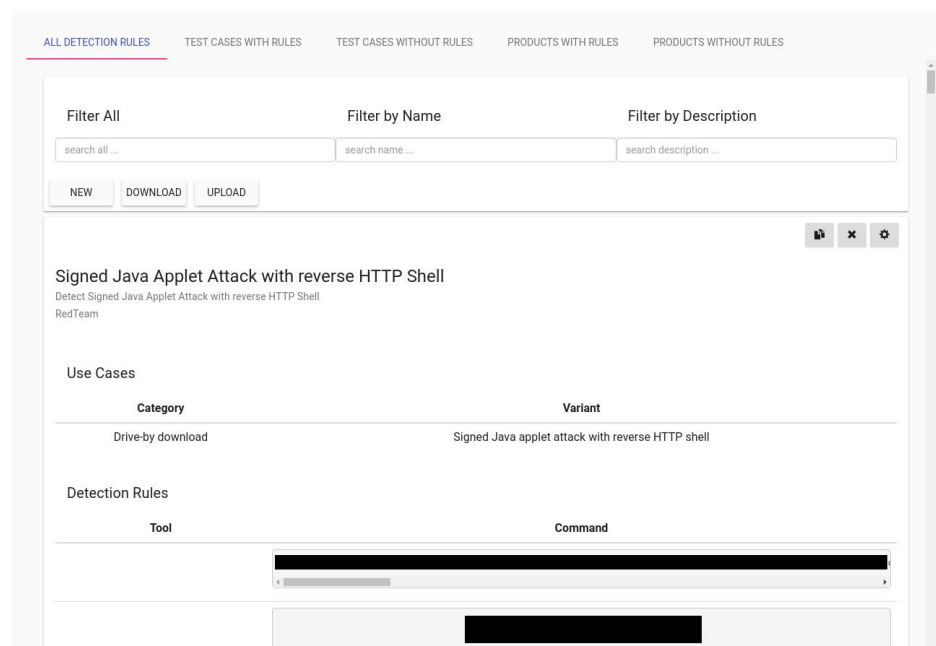 ALL DETECTION RULES TEST CASES WITH RULES TEST CASES WITHOUT RULES PRODUCTS WITH RULES PRODUCTS WITHOUT RULES
Filter All Filter by Name Filter by Description
search all ... search name ... search description ...
NEW DOWNLOAD UPLOAD
Signed Java Applet Attack with reverse HTTP Shell
Detect Signed Java Applet Attack with reverse HTTP Shell
RedTeam
Use Cases
Category Variant
Drive-by download Signed Java applet attack with reverse HTTP shell
Detection Rules
Tool Command